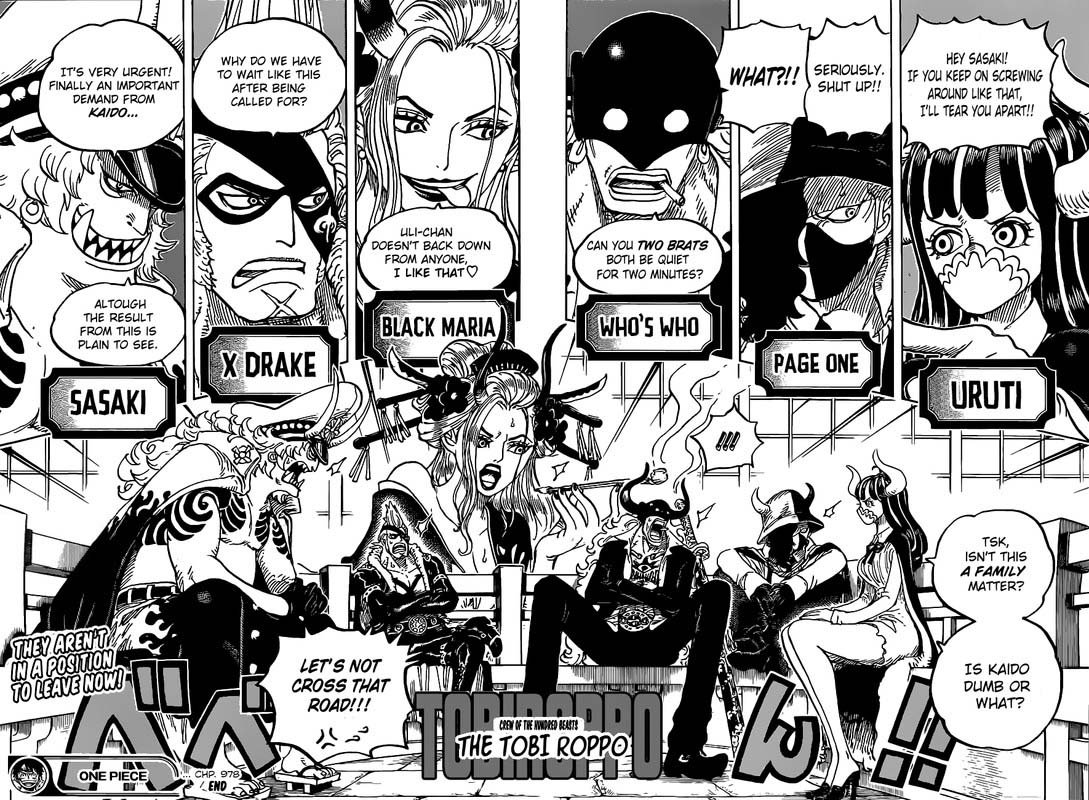 IT'S VERY URGENT!
FINALLY AN IMPORTANT
DEMAND FROM
KAIDO...
WHY DO WE HAVE
TO WAIT LIKE THIS
AFTER BEING
CALLED FOR?
WHAT?!!
SERIOUSLY.
SHUT UP!!
HEY SASAKI!
IF YOU KEEP ON SCREWING
AROUND LIKE THAT,
I'LL TEAR YOU APART!!
ULI-CHAN
DOESN'T BACK DOWN
FROM ANYONE,
I LIKE THAT♡
CAN YOU TWO BRATS
BOTH BE QUIET
FOR TWO MINUTES?
ALTOUGH
THE RESULT
FROM THIS IS
PLAIN TO SEE.
SASAKI
X DRAKE
BLACK MARIA
WHO'S WHO
PAGE ONE
URUTI
!!!
TSK,
ISN'T THIS
A FAMILY
MATTER?
IS KAIDO
DUMB OR
WHAT?
THEY AREN'T
IN A POSITION
TO LEAVE NOW!
LET'S NOT
CROSS THAT
ROAD!!!
TOBIROPPO
CREW OF THE HUNDRED BEASTS
THE TOBI ROPPO
べべん!!
ONE PIECE
... CHP. 978
END